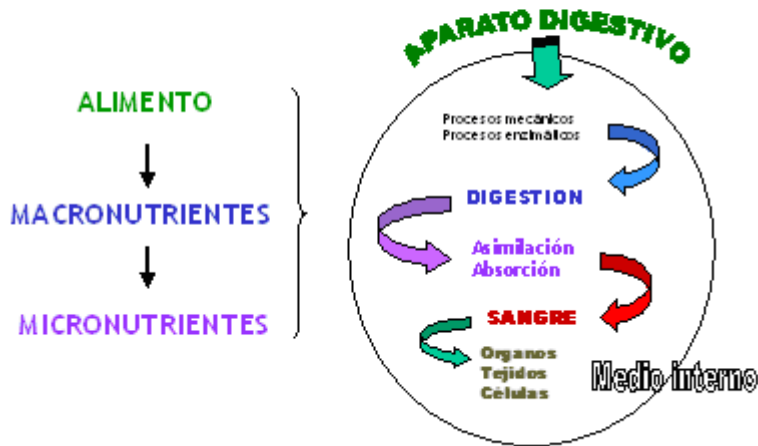 ALIMENTO
MACRONUTRIENTES
MICRONUTRIENTES
APARATO DIGESTIVO
Procesos mecánicos
Procesos enzimáticos
DIGESTION
Asimilación
Absorción
SANGRE
Organos
Tejidos
Células
Medio interno